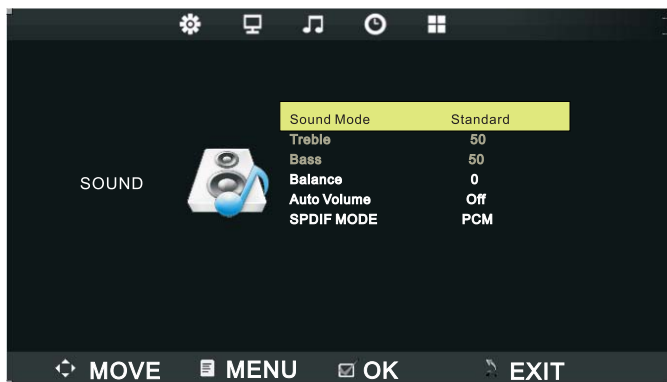 Sound Mode Standard
Treble 50
Bass 50
SOUND
Balance 0
Auto Volume Off
SPDIF MODE PCM
MOVE MENU OK EXIT